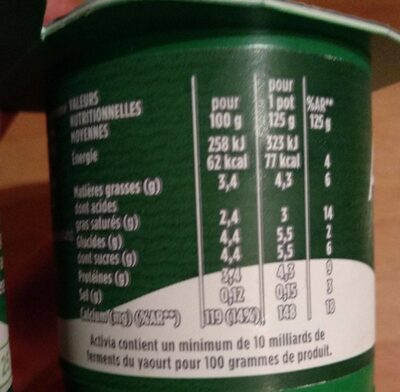 VALEURS
NUTRITIONNELLES
MOYENNES
pour 100 g
pour 1 pot 125 g
%AR** 125 g
Énergie 258 kJ 323 kJ
62 kcal 77 kcal 4
Matières grasses (g) 3,4 4,3 6
dont acides
gras saturés (g) 2,4 3 14
Glucides (g) 4,4 5,5 2
dont sucres (g) 4,4 5,5 6
Protéines (g) 3,4 4,3 9
Sel (g) 0,12 0,15 3
Calcium (mg) (%AR**) 119 (14%) 148 18
Activia contient un minimum de 10 milliards de
ferments du yaourt pour 100 grammes de produit.